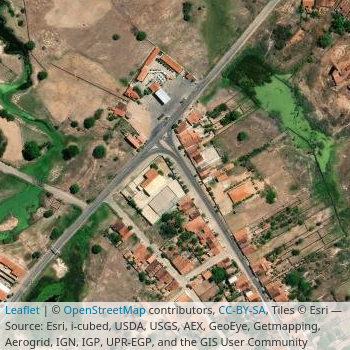 Leaflet | © OpenStreetMap contributors, CC-BY-SA, Tiles © Esri —
Source: Esri, i-cubed, USDA, USGS, AEX, GeoEye, Getmapping,
Aerogrid, IGN, IGP, UPR-EGP, and the GIS User Community